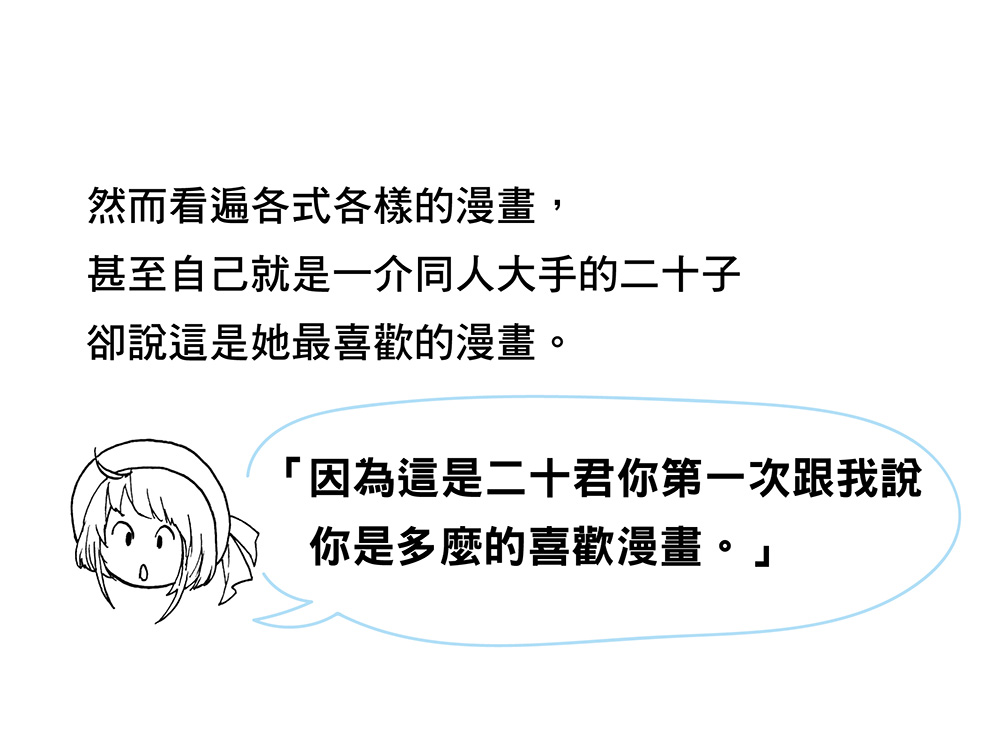 然而看遍各式各樣的漫畫，
甚至自己就是一介同人大手的二十子
卻說這是她最喜歡的漫畫。
「因為這是二十君你第一次跟我說
你是多麼的喜歡漫畫。」